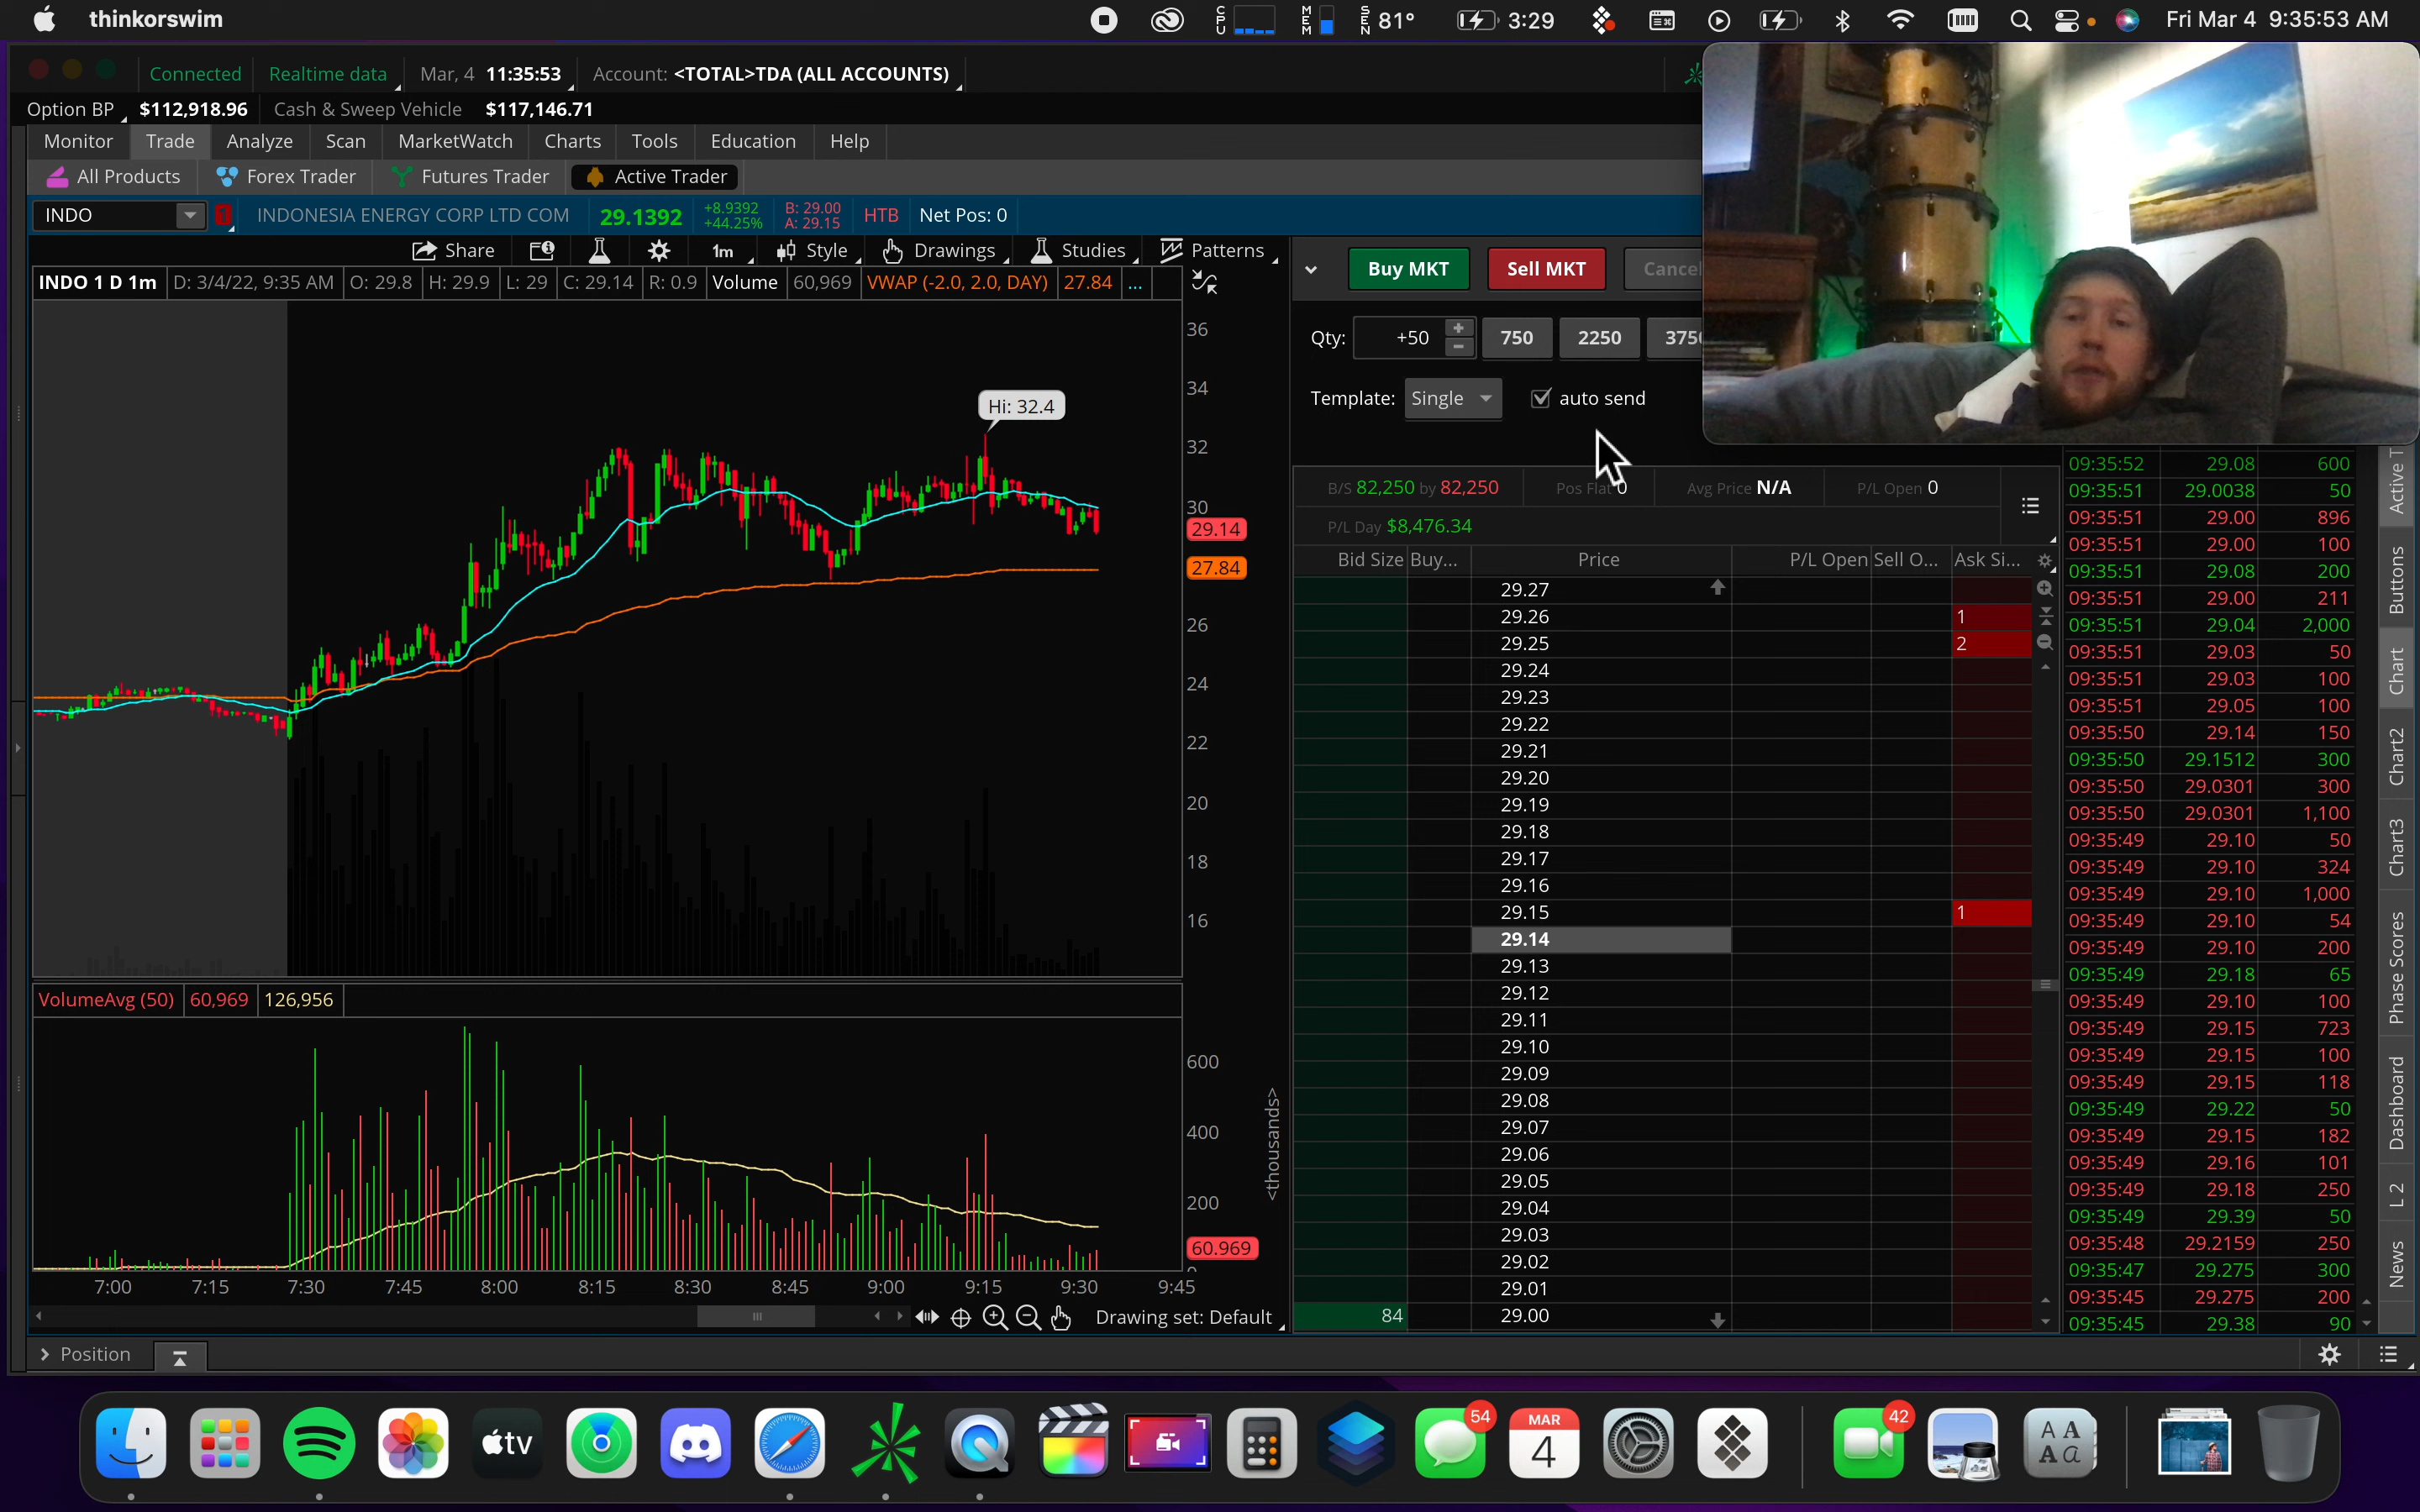 thinkorswim
CPU MEM SEN 81° 3:29 Fri Mar 4 9:35:53 AM
Connected Realtime data Mar, 4 11:35:53 Account: <TOTAL>TDA (ALL ACCOUNTS)
Option BP $112,918.96 Cash & Sweep Vehicle $117,146.71
Monitor Trade Analyze Scan MarketWatch Charts Tools Education Help
All Products Forex Trader Futures Trader Active Trader
INDO 1 INDONESIA ENERGY CORP LTD COM 29.1392 +8.9392 +44.25% B: 29.00 A: 29.15 HTB Net Pos: 0
Share 1m Style Drawings Studies Patterns
INDO 1 D 1m D: 3/4/22, 9:35 AM O: 29.8 H: 29.9 L: 29 C: 29.14 R: 0.9 Volume 60,969 VWAP (-2.0, 2.0, DAY) 27.84 ...
Hi: 32.4
36
34
32
30
29.14
27.84
26
24
22
20
18
16
VolumeAvg (50) 60,969 126,956
600
400
200
60.969
<thousands>
7:00 7:15 7:30 7:45 8:00 8:15 8:30 8:45 9:00 9:15 9:30 9:45
Drawing set: Default
Position
Buy MKT Sell MKT Cancel
Qty: +50 750 2250 375
Template: Single auto send
B/S 82,250 by 82,250 Pos Flat 0 Avg Price N/A P/L Open 0
P/L Day $8,476.34
Bid Size Buy... Price P/L Open Sell O... Ask Si...
29.27
29.26 1
29.25 2
29.24
29.23
29.22
29.21
29.20
29.19
29.18
29.17
29.16
29.15 1
29.14
29.13
29.12
29.11
29.10
29.09
29.08
29.07
29.06
29.05
29.04
29.03
29.02
29.01
84 29.00
09:35:52 29.08 600
09:35:51 29.0038 50
09:35:51 29.00 896
09:35:51 29.00 100
09:35:51 29.08 200
09:35:51 29.00 211
09:35:51 29.04 2,000
09:35:51 29.03 50
09:35:51 29.03 100
09:35:51 29.05 100
09:35:50 29.14 150
09:35:50 29.1512 300
09:35:50 29.0301 300
09:35:50 29.0301 1,100
09:35:49 29.10 50
09:35:49 29.10 324
09:35:49 29.10 1,000
09:35:49 29.10 54
09:35:49 29.10 200
09:35:49 29.18 65
09:35:49 29.10 100
09:35:49 29.15 723
09:35:49 29.15 100
09:35:49 29.15 118
09:35:49 29.22 50
09:35:49 29.15 182
09:35:49 29.16 101
09:35:49 29.18 250
09:35:49 29.39 50
09:35:48 29.2159 250
09:35:47 29.275 300
09:35:45 29.275 200
09:35:45 29.38 90
Active T
Buttons
Chart
Chart2
Chart3
Phase Scores
Dashboard
L 2
News
tv
54
MAR
4
42
A A
A a